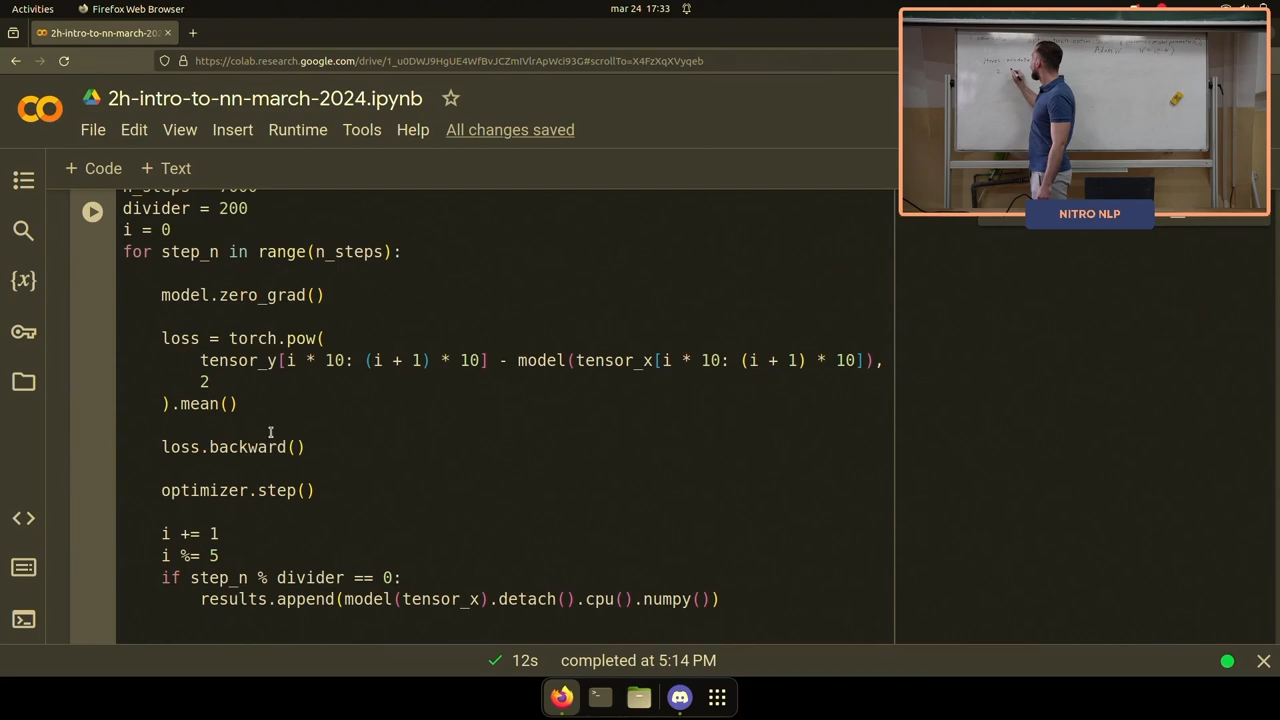 Activities
Firefox Web Browser
mar 24 17:33
2h-intro-to-nn-march-202
https://colab.research.google.com/drive/1_u0DWJ9HgUE4WfBvJCZmIVlrApWci93G#scrollTo=X4FzXqXVyqeb
2h-intro-to-nn-march-2024.ipynb
File Edit View Insert Runtime Tools Help All changes saved
+ Code + Text
n_steps = 7000
divider = 200
i = 0
for step_n in range(n_steps):
model.zero_grad()
loss = torch.pow(
tensor_y[i * 10: (i + 1) * 10] - model(tensor_x[i * 10: (i + 1) * 10]),
2
).mean()
loss.backward()
optimizer.step()
i += 1
i %= 5
if step_n % divider == 0:
results.append(model(tensor_x).detach().cpu().numpy())
12s completed at 5:14 PM
NITRO NLP